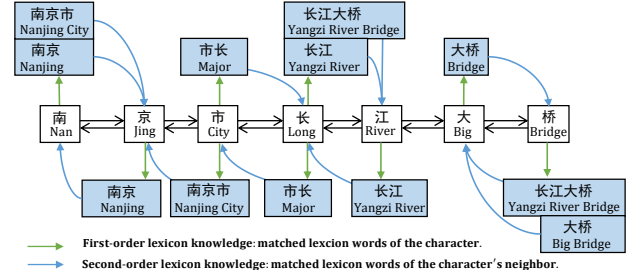 南京市
Nanjing City
南京
Nanjing
市长
Major
长江大桥
Yangzi River Bridge
长江
Yangzi River
大桥
Bridge
南
Nan
京
Jing
市
City
长
Long
江
River
大
Big
桥
Bridge
南京
Nanjing
南京市
Nanjing City
市长
Major
长江
Yangzi River
长江大桥
Yangzi River Bridge
大桥
Big Bridge
First-order lexicon knowledge: matched lexcion words of the character.
Second-order lexicon knowledge: matched lexicon words of the character's neighbor.